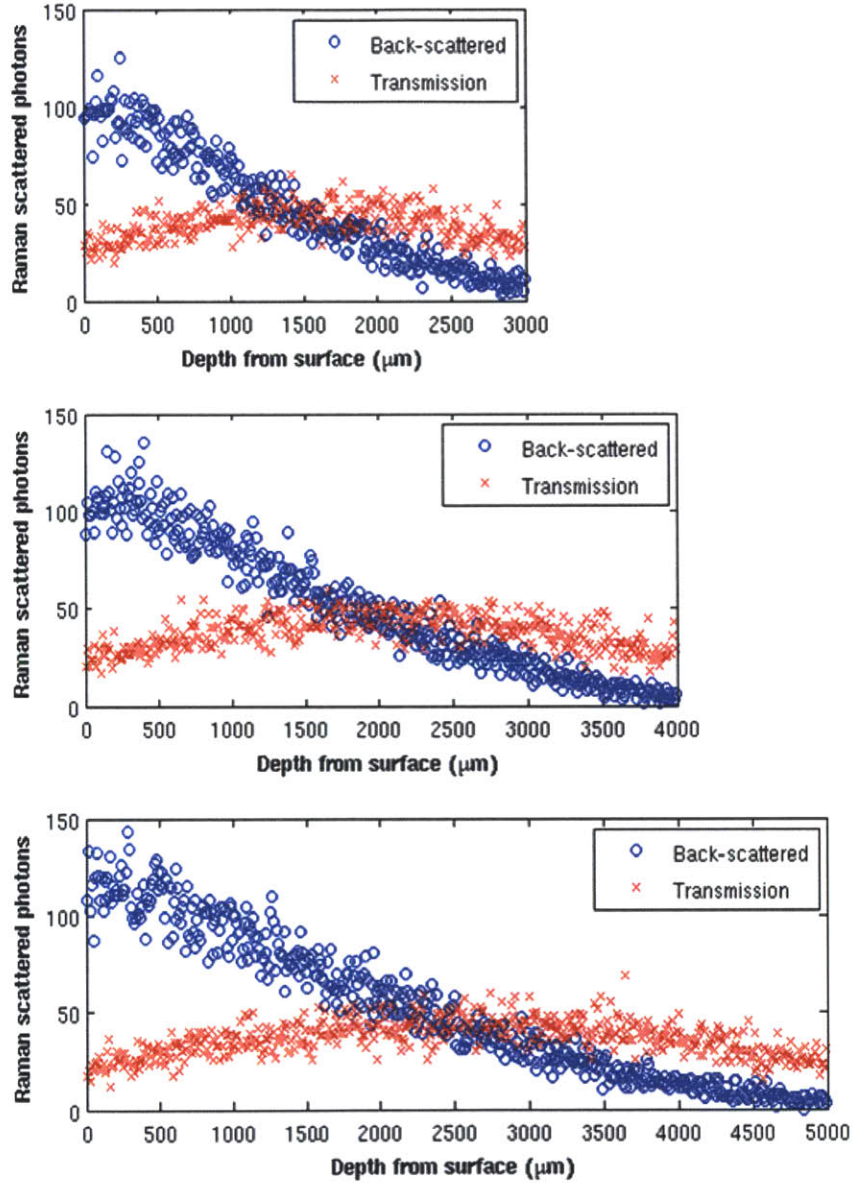 150
100
50
0
Raman scattered photons
Back-scattered
Transmission
0 500 1000 1500 2000 2500 3000
Depth from surface (μm)
150
100
50
0
Raman scattered photons
Back-scattered
Transmission
0 500 1000 1500 2000 2500 3000 3500 4000
Depth from surface (μm)
150
100
50
0
Raman scattered photons
Back-scattered
Transmission
0 500 1000 1500 2000 2500 3000 3500 4000 4500 5000
Depth from surface (μm)